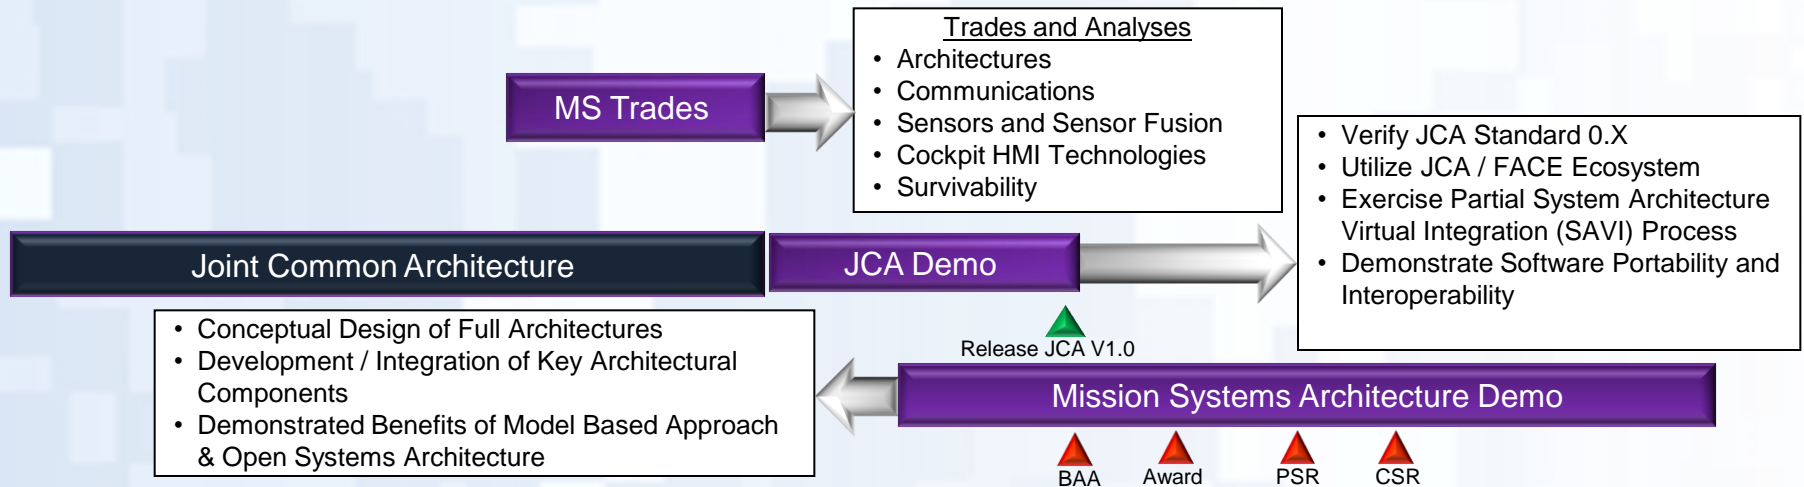 Trades and Analyses
• Architectures
• Communications
• Sensors and Sensor Fusion
• Cockpit HMI Technologies
• Survivability
MS Trades
• Verify JCA Standard 0.X
• Utilize JCA / FACE Ecosystem
• Exercise Partial System Architecture
Virtual Integration (SAVI) Process
• Demonstrate Software Portability and
Interoperability
Joint Common Architecture
JCA Demo
Release JCA V1.0
• Conceptual Design of Full Architectures
• Development / Integration of Key Architectural
Components
• Demonstrated Benefits of Model Based Approach
& Open Systems Architecture
Mission Systems Architecture Demo
BAA
Award
PSR
CSR